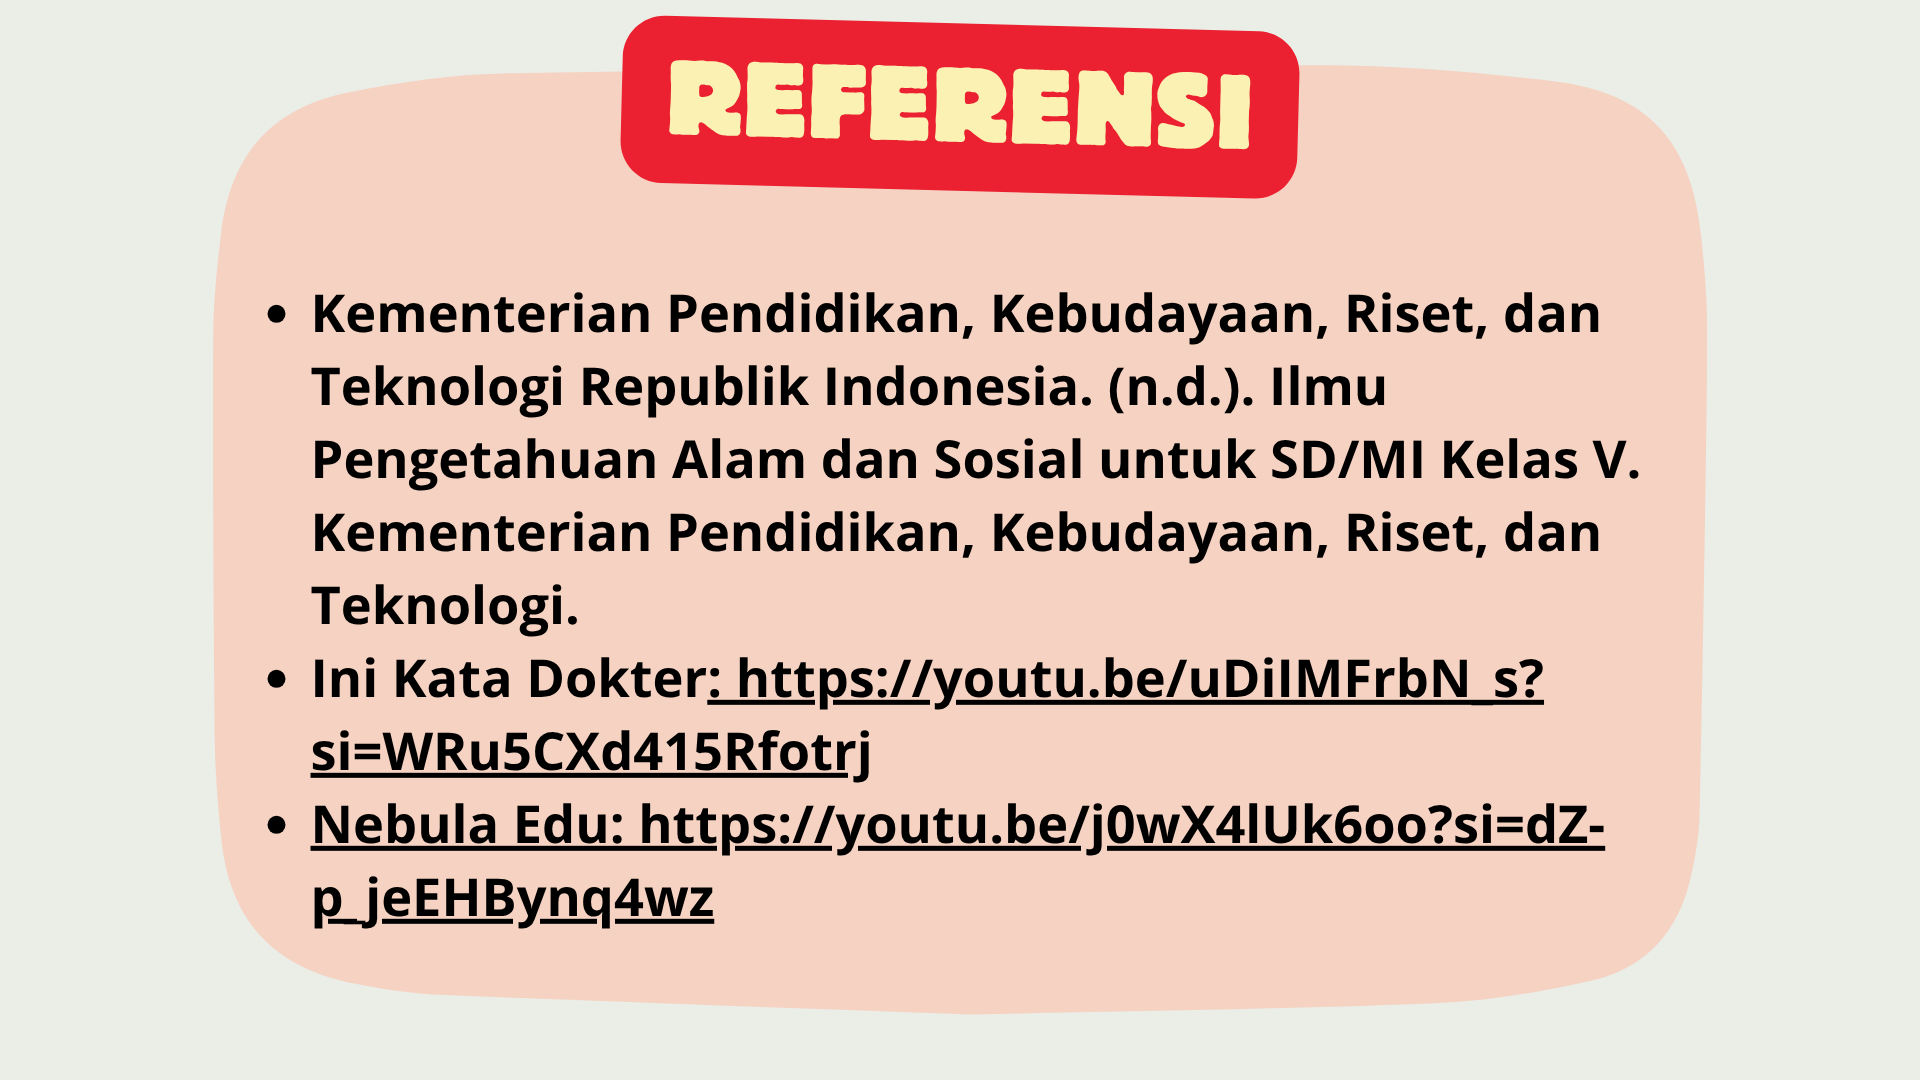 REFERENSI
• Kementerian Pendidikan, Kebudayaan, Riset, dan
Teknologi Republik Indonesia. (n.d.). Ilmu
Pengetahuan Alam dan Sosial untuk SD/MI Kelas V.
Kementerian Pendidikan, Kebudayaan, Riset, dan
Teknologi.
• Ini Kata Dokter: https://youtu.be/uDiIMFrbN_s?
si=WRu5CXd415Rfotrj
• Nebula Edu: https://youtu.be/j0wX4lUk6oo?si=dZ-
p_jeEHBynq4wz